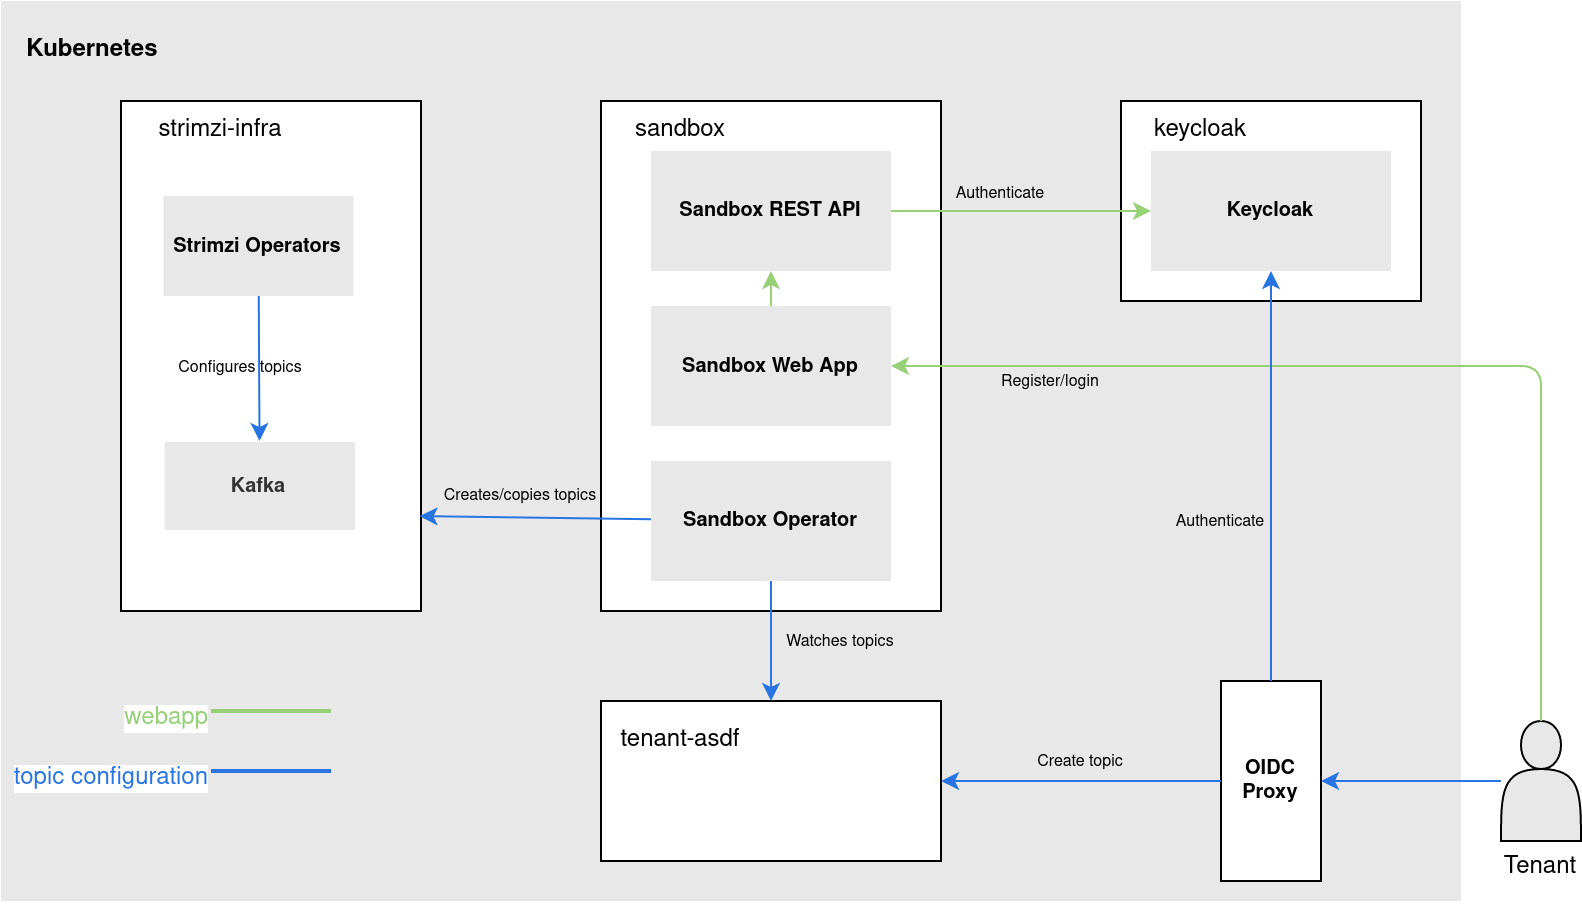 Kubernetes
strimzi-infra
Strimzi Operators
Configures topics
Kafka
Creates/copies topics
sandbox
Sandbox REST API
Sandbox Web App
Sandbox Operator
Authenticate
keycloak
Keycloak
Register/login
Authenticate
Watches topics
tenant-asdf
Create topic
OIDC
Proxy
Tenant
webapp
topic configuration